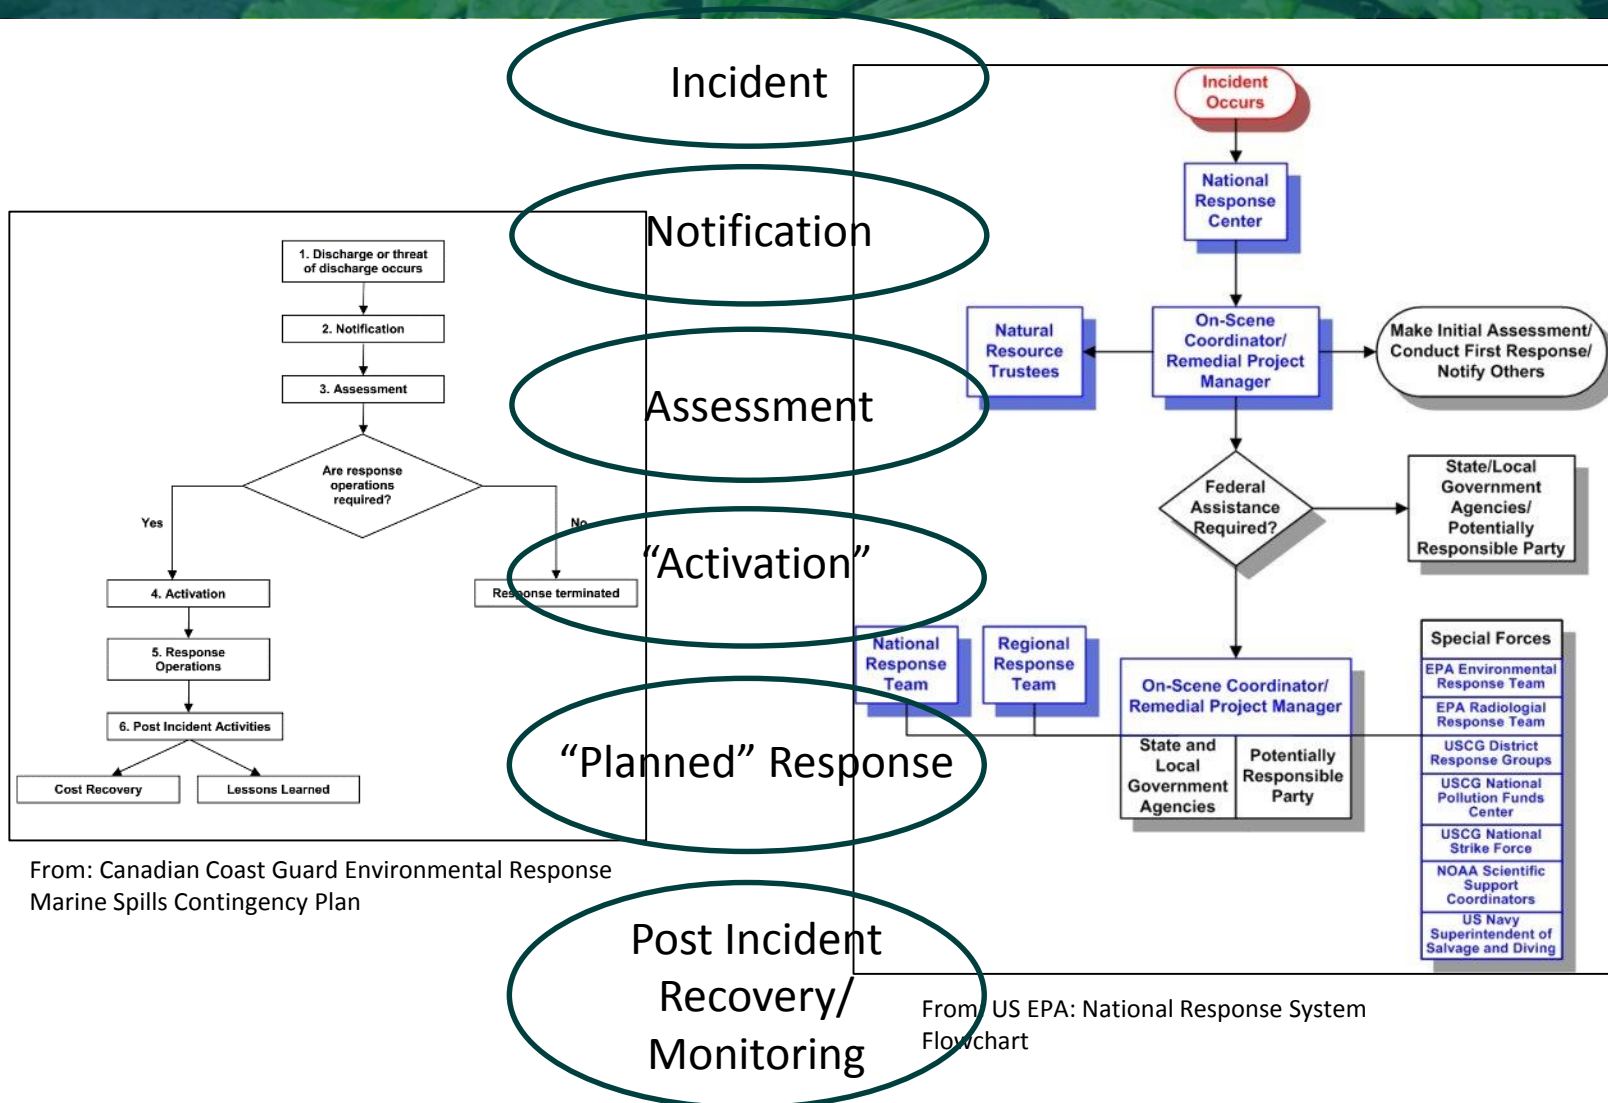 Incident
Notification
Assessment
“Activation”
“Planned” Response
Post Incident
Recovery/
Monitoring
1. Discharge or threat
of discharge occurs
2. Notification
3. Assessment
Are response
operations
required?
Yes
No
4. Activation
Response terminated
5. Response
Operations
6. Post Incident Activities
Cost Recovery
Lessons Learned
From: Canadian Coast Guard Environmental Response
Marine Spills Contingency Plan
Incident
Occurs
National
Response
Center
Natural
Resource
Trustees
On-Scene
Coordinator/
Remedial Project
Manager
Make Initial Assessment/
Conduct First Response/
Notify Others
Federal
Assistance
Required?
State/Local
Government
Agencies/
Potentially
Responsible Party
National
Response
Team
Regional
Response
Team
On-Scene Coordinator/
Remedial Project Manager
State and
Local
Government
Agencies
Potentially
Responsible
Party
Special Forces
EPA Environmental
Response Team
EPA Radiologial
Response Team
USCG District
Response Groups
USCG National
Pollution Funds
Center
USCG National
Strike Force
NOAA Scientific
Support
Coordinators
US Navy
Superintendent of
Salvage and Diving
From: US EPA: National Response System
Flowchart